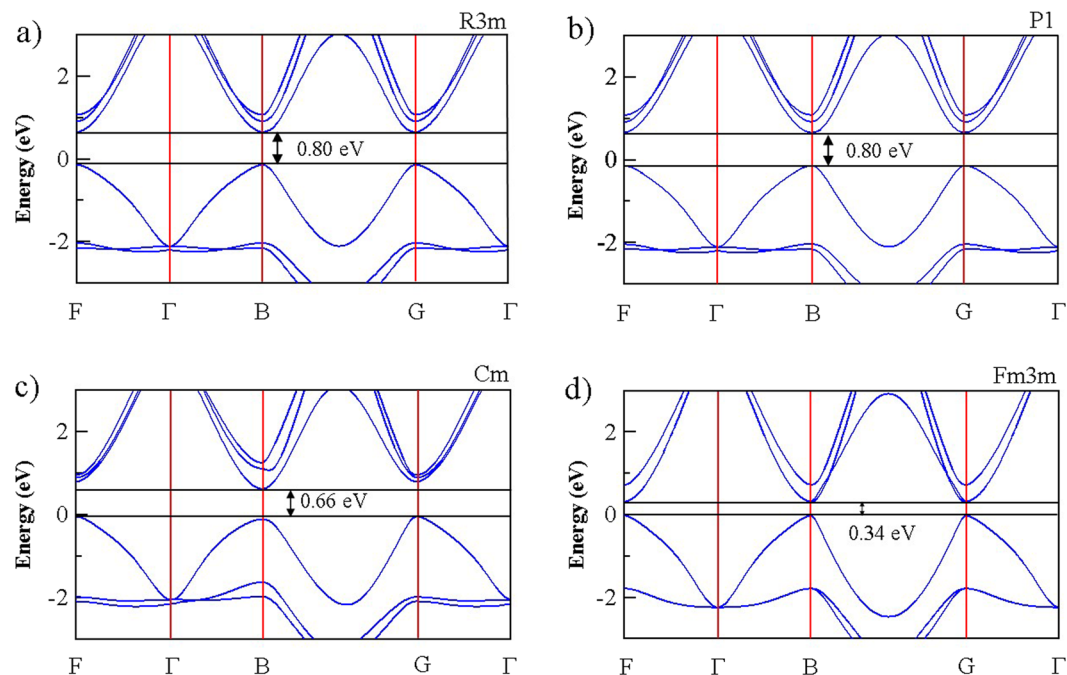 a) R3m
Energy (eV)
2
0
-2
0.80 eV
F Γ B G Γ
b) P1
Energy (eV)
2
0
-2
0.80 eV
F Γ B G Γ
c) Cm
Energy (eV)
2
0
-2
0.66 eV
F Γ B G Γ
d) Fm3m
Energy (eV)
2
0
-2
0.34 eV
F Γ B G Γ